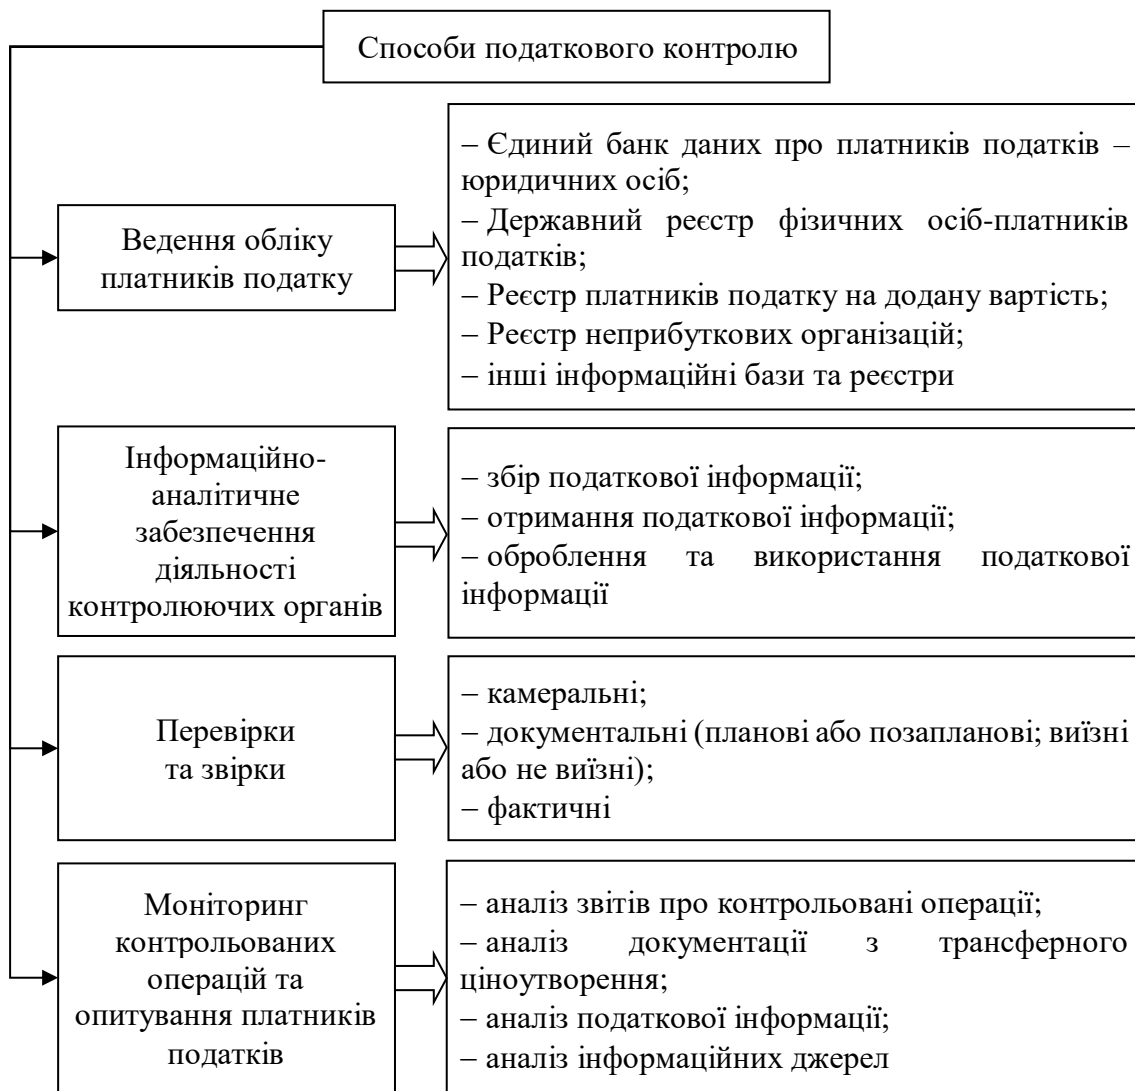 Способи податкового контролю
Ведення обліку
платників податку
– Єдиний банк даних про платників податків –
юридичних осіб;
– Державний реєстр фізичних осіб-платників
податків;
– Реєстр платників податку на додану вартість;
– Реєстр неприбуткових організацій;
– інші інформаційні бази та реєстри
Інформаційно-
аналітичне
забезпечення
діяльності
контролюючих органів
– збір податкової інформації;
– отримання податкової інформації;
– оброблення та використання податкової
інформації
Перевірки
та звірки
– камеральні;
– документальні (планові або позапланові; виїзні
або не виїзні);
– фактичні
Моніторинг
контрольованих
операцій та
опитування платників
податків
– аналіз звітів про контрольовані операції;
– аналіз документації з трансферного
ціноутворення;
– аналіз податкової інформації;
– аналіз інформаційних джерел